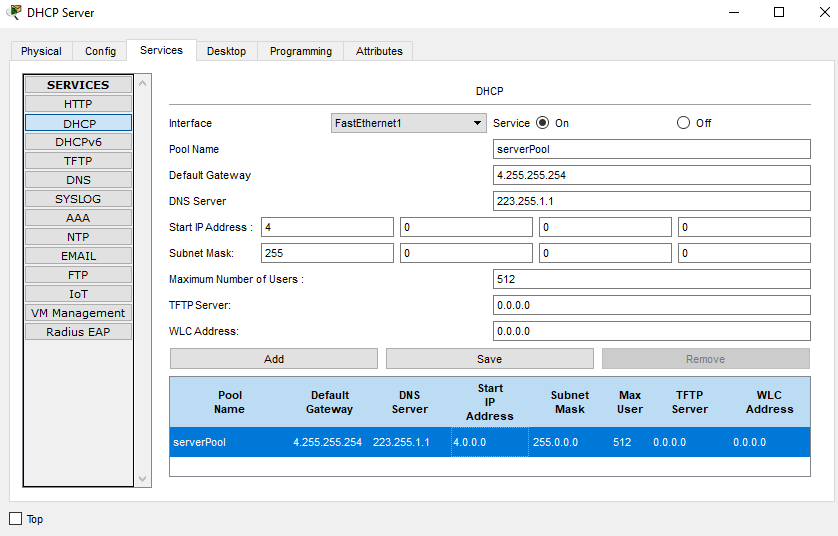 DHCP Server
Physical Config Services Desktop Programming Attributes
SERVICES
HTTP
DHCP
DHCPv6
TFTP
DNS
SYSLOG
AAA
NTP
EMAIL
FTP
IoT
VM Management
Radius EAP
DHCP
Interface FastEthernet1 Service On Off
Pool Name serverPool
Default Gateway 4.255.255.254
DNS Server 223.255.1.1
Start IP Address : 4 0 0 0
Subnet Mask: 255 0 0 0
Maximum Number of Users : 512
TFTP Server: 0.0.0.0
WLC Address: 0.0.0.0
Add Save Remove
Pool Name Default Gateway DNS Server Start IP Address Subnet Mask Max User TFTP Server WLC Address
serverPool 4.255.255.254 223.255.1.1 4.0.0.0 255.0.0.0 512 0.0.0.0 0.0.0.0
Top